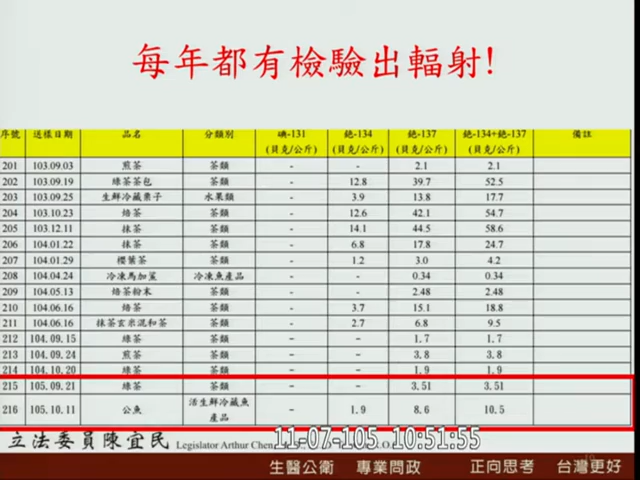 每年都有檢驗出輻射!
序號 送樣日期 品名 分類別 碘-131 (貝克/公斤) 銫-134 (貝克/公斤) 銫-137 (貝克/公斤) 銫-134+銫-137 (貝克/公斤) 備註
201 103.09.03 煎茶 茶類 - - 2.1 2.1
202 103.09.19 綠茶茶包 茶類 - 12.8 39.7 52.5
203 103.09.25 生鮮冷藏栗子 水果類 - 3.9 13.8 17.7
204 103.10.23 焙茶 茶類 - 12.6 42.1 54.7
205 103.12.11 抹茶 茶類 - 14.1 44.5 58.6
206 104.01.22 抹茶 茶類 - 6.8 17.8 24.7
207 104.01.29 櫻葉茶 茶類 - 1.2 3.0 4.2
208 104.04.24 冷凍馬加鰆 冷凍魚產品 - - 0.34 0.34
209 104.05.13 焙茶粉末 茶類 - - 2.48 2.48
210 104.06.16 焙茶 茶類 - 3.7 15.1 18.8
211 104.06.16 抹茶玄米混和茶 茶類 - 2.7 6.8 9.5
212 104.09.15 綠茶 茶類 - - 1.7 1.7
213 104.09.24 煎茶 茶類 - - 3.8 3.8
214 104.10.20 綠茶 茶類 - - 1.9 1.9
215 105.09.21 綠茶 茶類 - - 3.51 3.51
216 105.10.11 公魚 活生鮮冷藏魚產品 - 1.9 8.6 10.5
立法委員陳宜民 Legislator Arthur Chen
11-07-105 10:51:55
生醫公衛 專業問政 正向思考 台灣更好